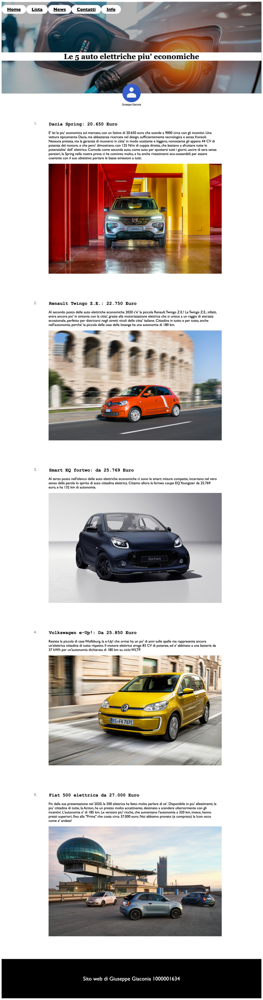 Home Lista News Contatti Info
Le 5 auto elettriche piu' economiche
Giuseppe Giaconia
1. Dacia Spring: 20.650 Euro
E' lei la piu' economica sul mercato, con un listino di 20.650 euro che scende a 9000 circa con gli incentivi. Una
vettura tipicamente Dacia, ma abbastanza ricercata nel design, sufficientemente tecnologica e senza fronzoli.
Nessuna pretesa, ma la garanzia di muoversi in citta' in modo scattante e leggero, nonostante gli appena 44 CV di
potenza del motore, e che pero' dimostrano, con 125 N/m di coppia diretta, che bastano a sfruttare tutte le
potenzialita' dell' elettrico. Comoda come seconda auto, come auto per spostarsi tutti i giorni, uscire di sera senza
pensieri, la Spring nella nostra prova ci ha convinto molto, e ha anche rivestimenti eco-sostenibili per essere
coerente con il suo obiettivo: portare le basse emissioni a tutti.
SPRING
2. Renault Twingo Z.E.: 22.750 Euro
Al secondo posto delle auto elettriche economiche 2020 c'e' la piccola Renault Twingo Z.E.! La Twingo Z.E., infatti,
entra ancora piu' in sintonia con la citta', grazie alla motorizzazione elettrica che si unisce a un raggio di sterzata
eccezionale, perfetto per districarsi negli stretti vicoli delle citta' italiane. Cittadina in tutto e per tutto, anche
nell'autonomia, perche' la piccola della casa della losanga ha una autonomia di 180 km.
3. Smart EQ fortwo: da 25.769 Euro
Al terzo posto nell'elenco delle auto elettriche economiche ci sono le smart: misure compatte, incarnano nel vero
senso della parola lo spirito di auto cittadina elettrica. Citiamo allora la fortwo coupe EQ Youngster da 25.769
euro, e ha 132 km di autonomia.
fortwo
4. Volkswagen e-Up!: Da 25.850 Euro
Resiste la piccola di casa Wolfsburg, la e-Up! che ormai ha un po' di anni sulle spalle ma rappresenta ancora
un'elettrica cittadina di tutto rispetto. Il motore elettrico eroga 83 CV di potenza, ed e' abbinato a una batteria da
37 kWh per un'autonomia dichiarata di 180 km su ciclo WLTP.
BS FK 787E
5. Fiat 500 elettrica da 27.000 Euro
Fin dalla sua presentazione nel 2020, la 500 elettrica ha fatto molto parlare di se'. Disponibile in piu' allestimenti, la
piu' cittadina di tutte, la Action, ha un prezzo molto accattivante, destinato a scendere ulteriormente con gli
incentivi. L'autonomia e' di 185 km. Le versioni piu' ricche, che aumentano l'autonomia a 320 km, invece, hanno
prezzi superiori, fino alla "Prima" che costa circa 37.000 euro. Noi abbiamo provato (e comprato) la Icon: ecco
come e' andata!
Sito web di Giuseppe Giaconia 1000001634